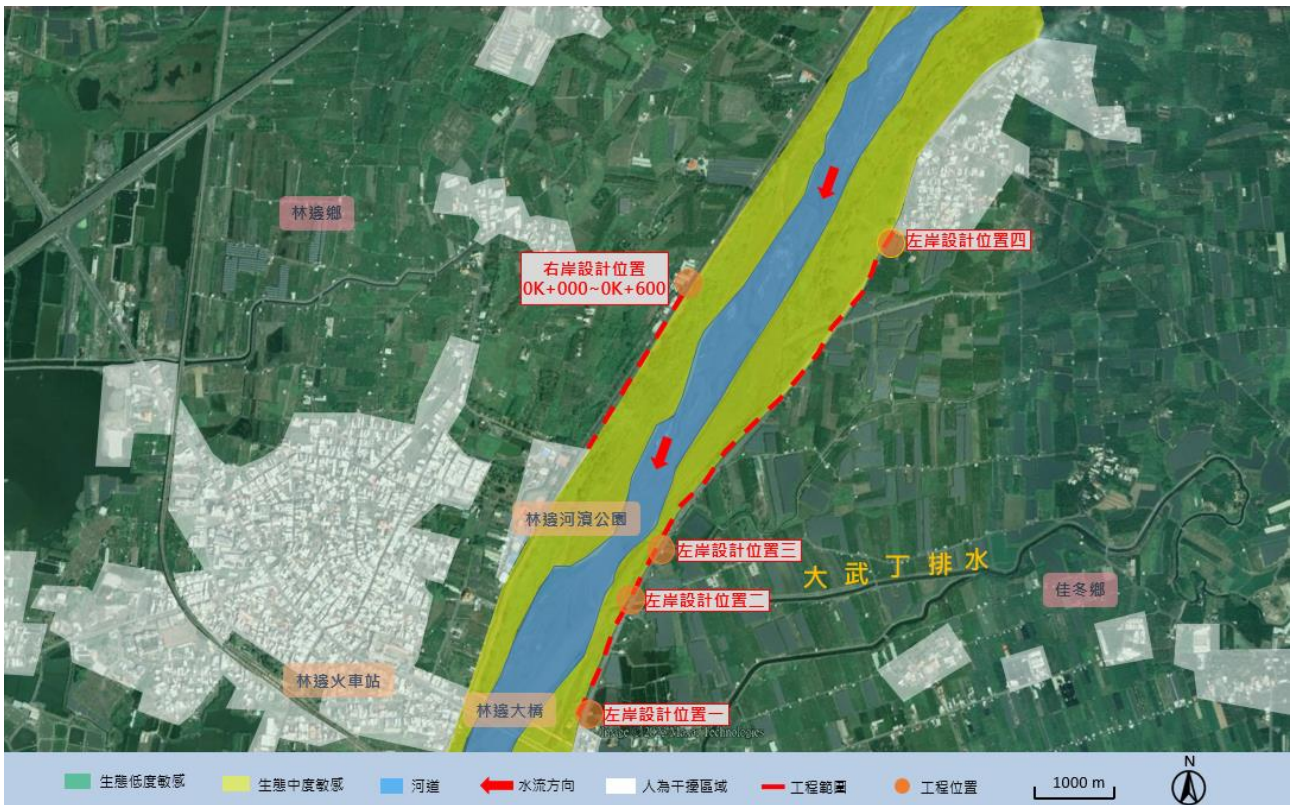 林邊鄉
左岸設計位置四
右岸設計位置
0K+000~0K+600
林邊河濱公園
左岸設計位置三
大武丁排水
左岸設計位置二
佳冬鄉
林邊火車站
林邊大橋
左岸設計位置一
Technologies
生態低度敏感
生態中度敏感
河道
水流方向
人為干擾區域
工程範圍
工程位置
1000 m
N